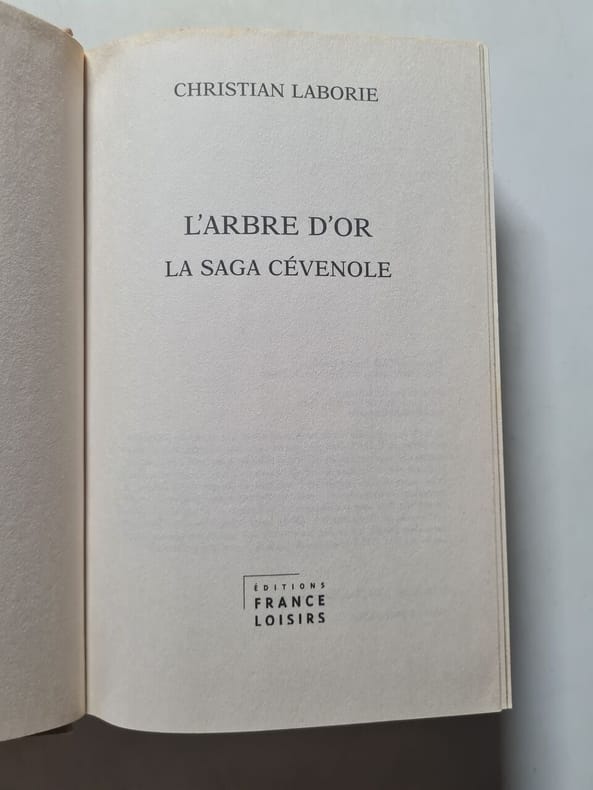 CHRISTIAN LABORIE
L'ARBRE D'OR
LA SAGA CÉVENOLE
ÉDITIONS
FRANCE
LOISIRS